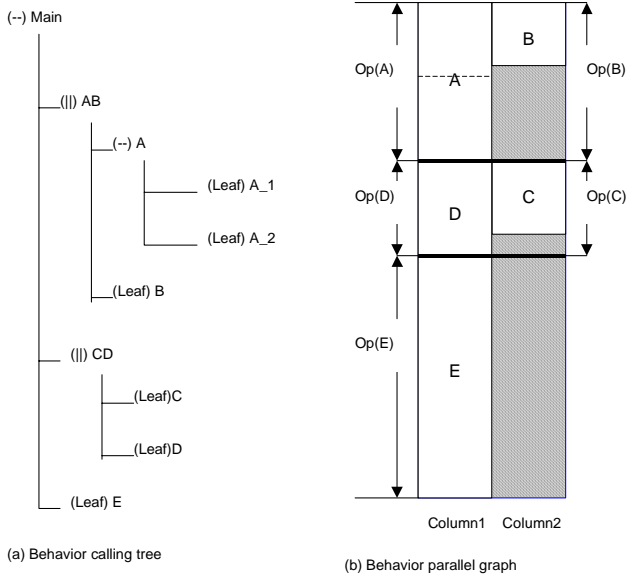 (--) Main
(||) AB
(--) A
(Leaf) A_1
(Leaf) A_2
(Leaf) B
(||) CD
(Leaf)C
(Leaf)D
(Leaf) E
(a) Behavior calling tree
B
Op(A)
A
Op(B)
Op(D)
D
C
Op(C)
Op(E)
E
Column1 Column2
(b) Behavior parallel graph